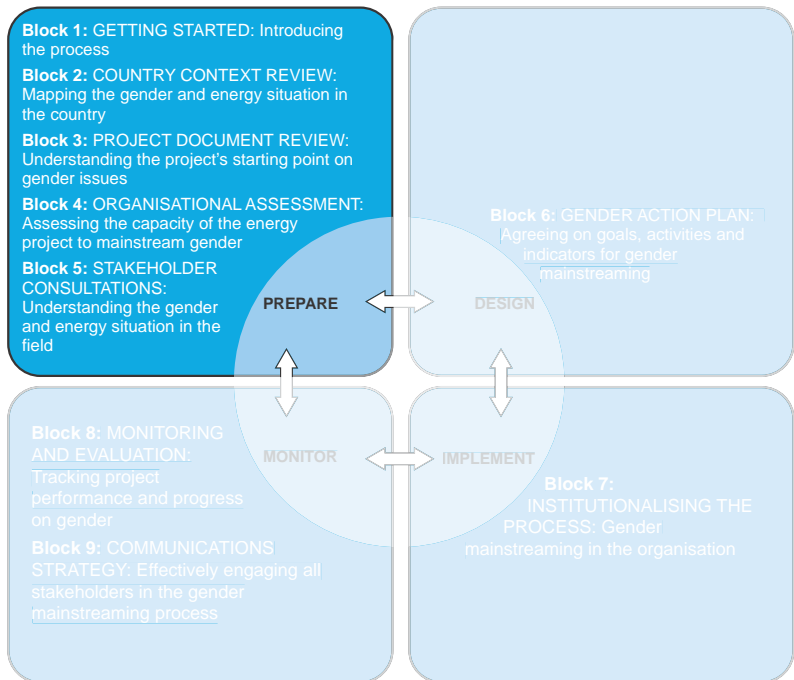 Block 1: GETTING STARTED: Introducing
the process
Block 2: COUNTRY CONTEXT REVIEW:
Mapping the gender and energy situation in
the country
Block 3: PROJECT DOCUMENT REVIEW:
Understanding the project's starting point on
gender issues
Block 4: ORGANISATIONAL ASSESSMENT:
Assessing the capacity of the energy
project to mainstream gender
Block 5: STAKEHOLDER
CONSULTATIONS:
Understanding the gender
and energy situation in the
field
PREPARE
Block 6: GENDER ACTION PLAN:
Agreeing on goals, activities and
indicators for gender
mainstreaming
DESIGN
Block 8: MONITORING
AND EVALUATION:
Tracking project
performance and progress
on gender
Block 9: COMMUNICATIONS
STRATEGY: Effectively engaging all
stakeholders in the gender
mainstreaming process
MONITOR
IMPLEMENT
Block 7:
INSTITUTIONALISING THE
PROCESS: Gender
mainstreaming in the organisation